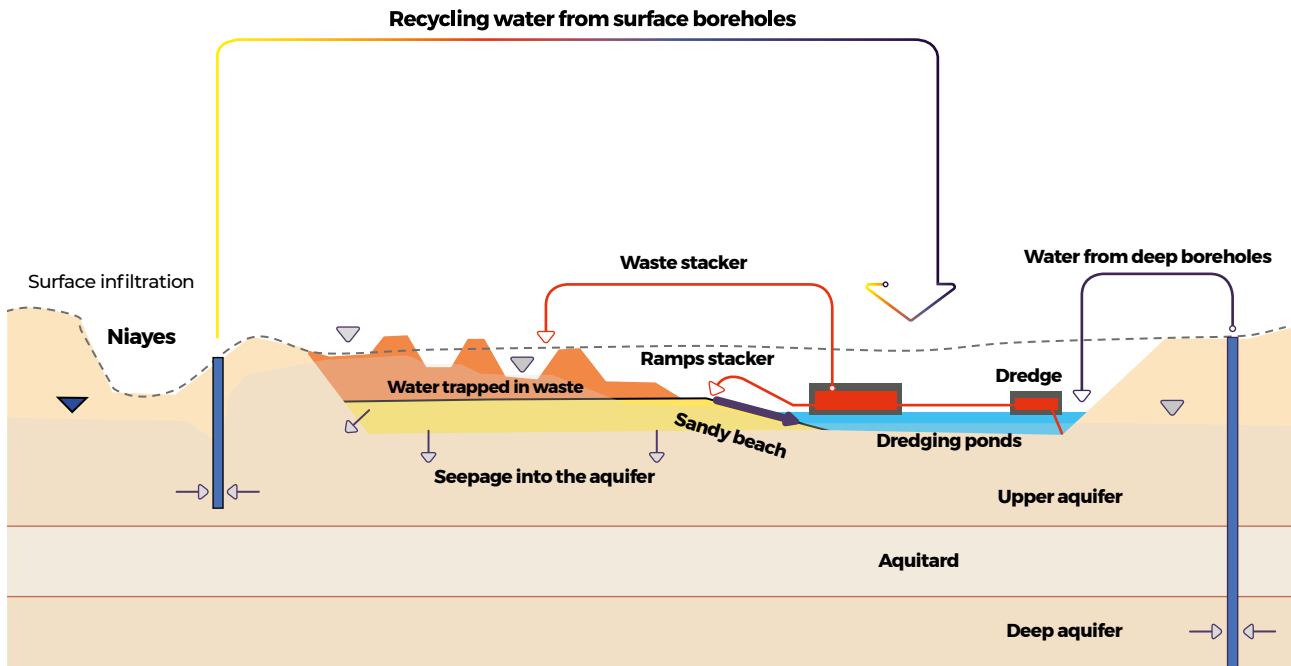 Recycling water from surface boreholes
Water from deep boreholes
Waste stacker
Surface infiltration
Niayes
Ramps stacker
Dredge
Water trapped in waste
Sandy beach
Dredging ponds
Seepage into the aquifer
Upper aquifer
Aquitard
Deep aquifer